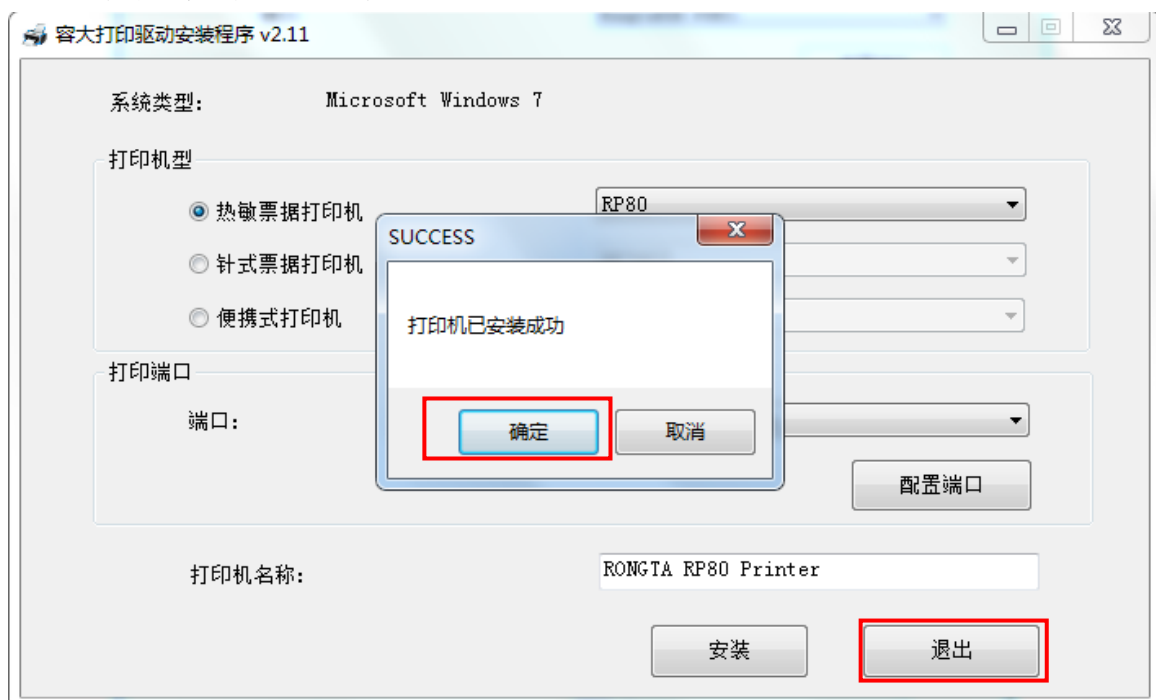 容大打印驱动安装程序 v2.11
系统类型: Microsoft Windows 7
打印机型
热敏票据打印机 RP80
SUCCESS
针式票据打印机
便携式打印机
打印机已安装成功
打印端口
端口:
确定 取消
配置端口
打印机名称: RONGTA RP80 Printer
安装 退出